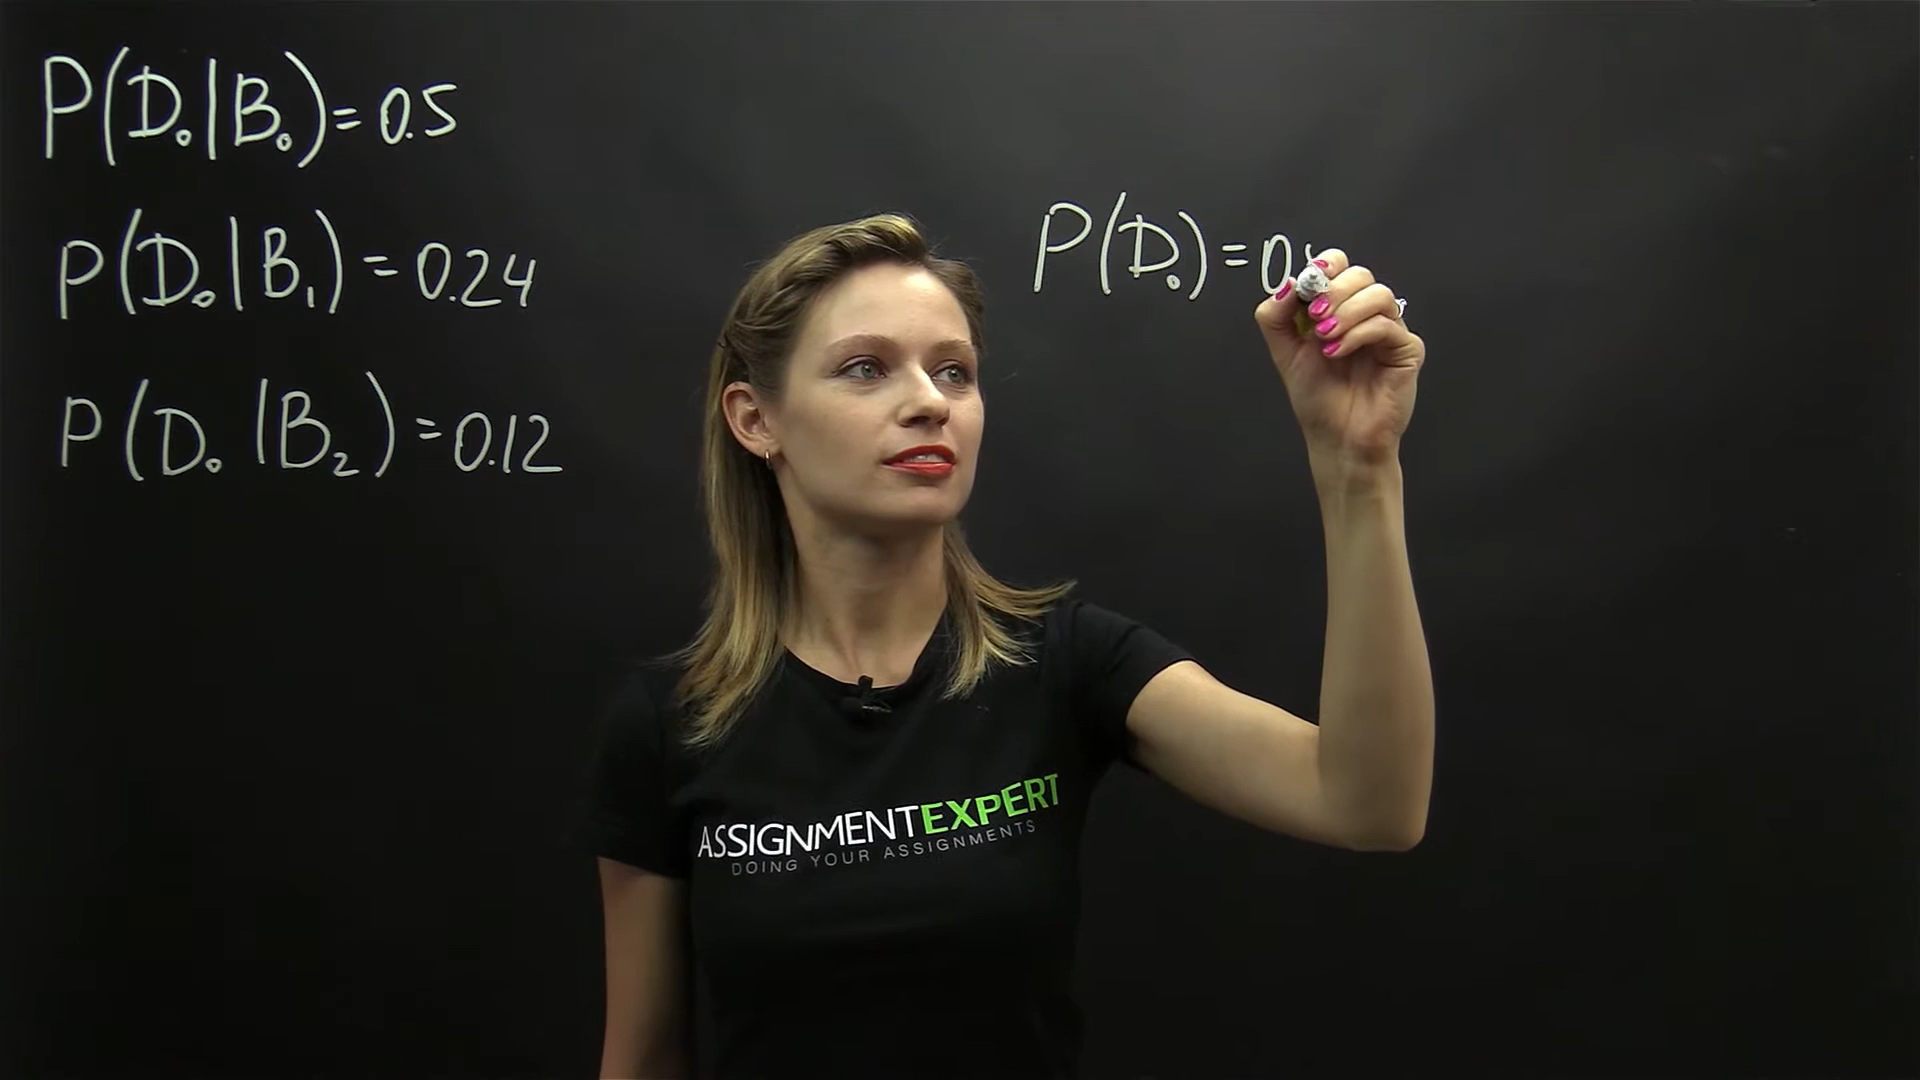 P(D₀|B₀)=0.5
P(D₀|B₁)=0.24
P(D₀|B₂)=0.12
P(D₀)=0.
ASSIGNMENTEXPERT
DOING YOUR ASSIGNMENTS